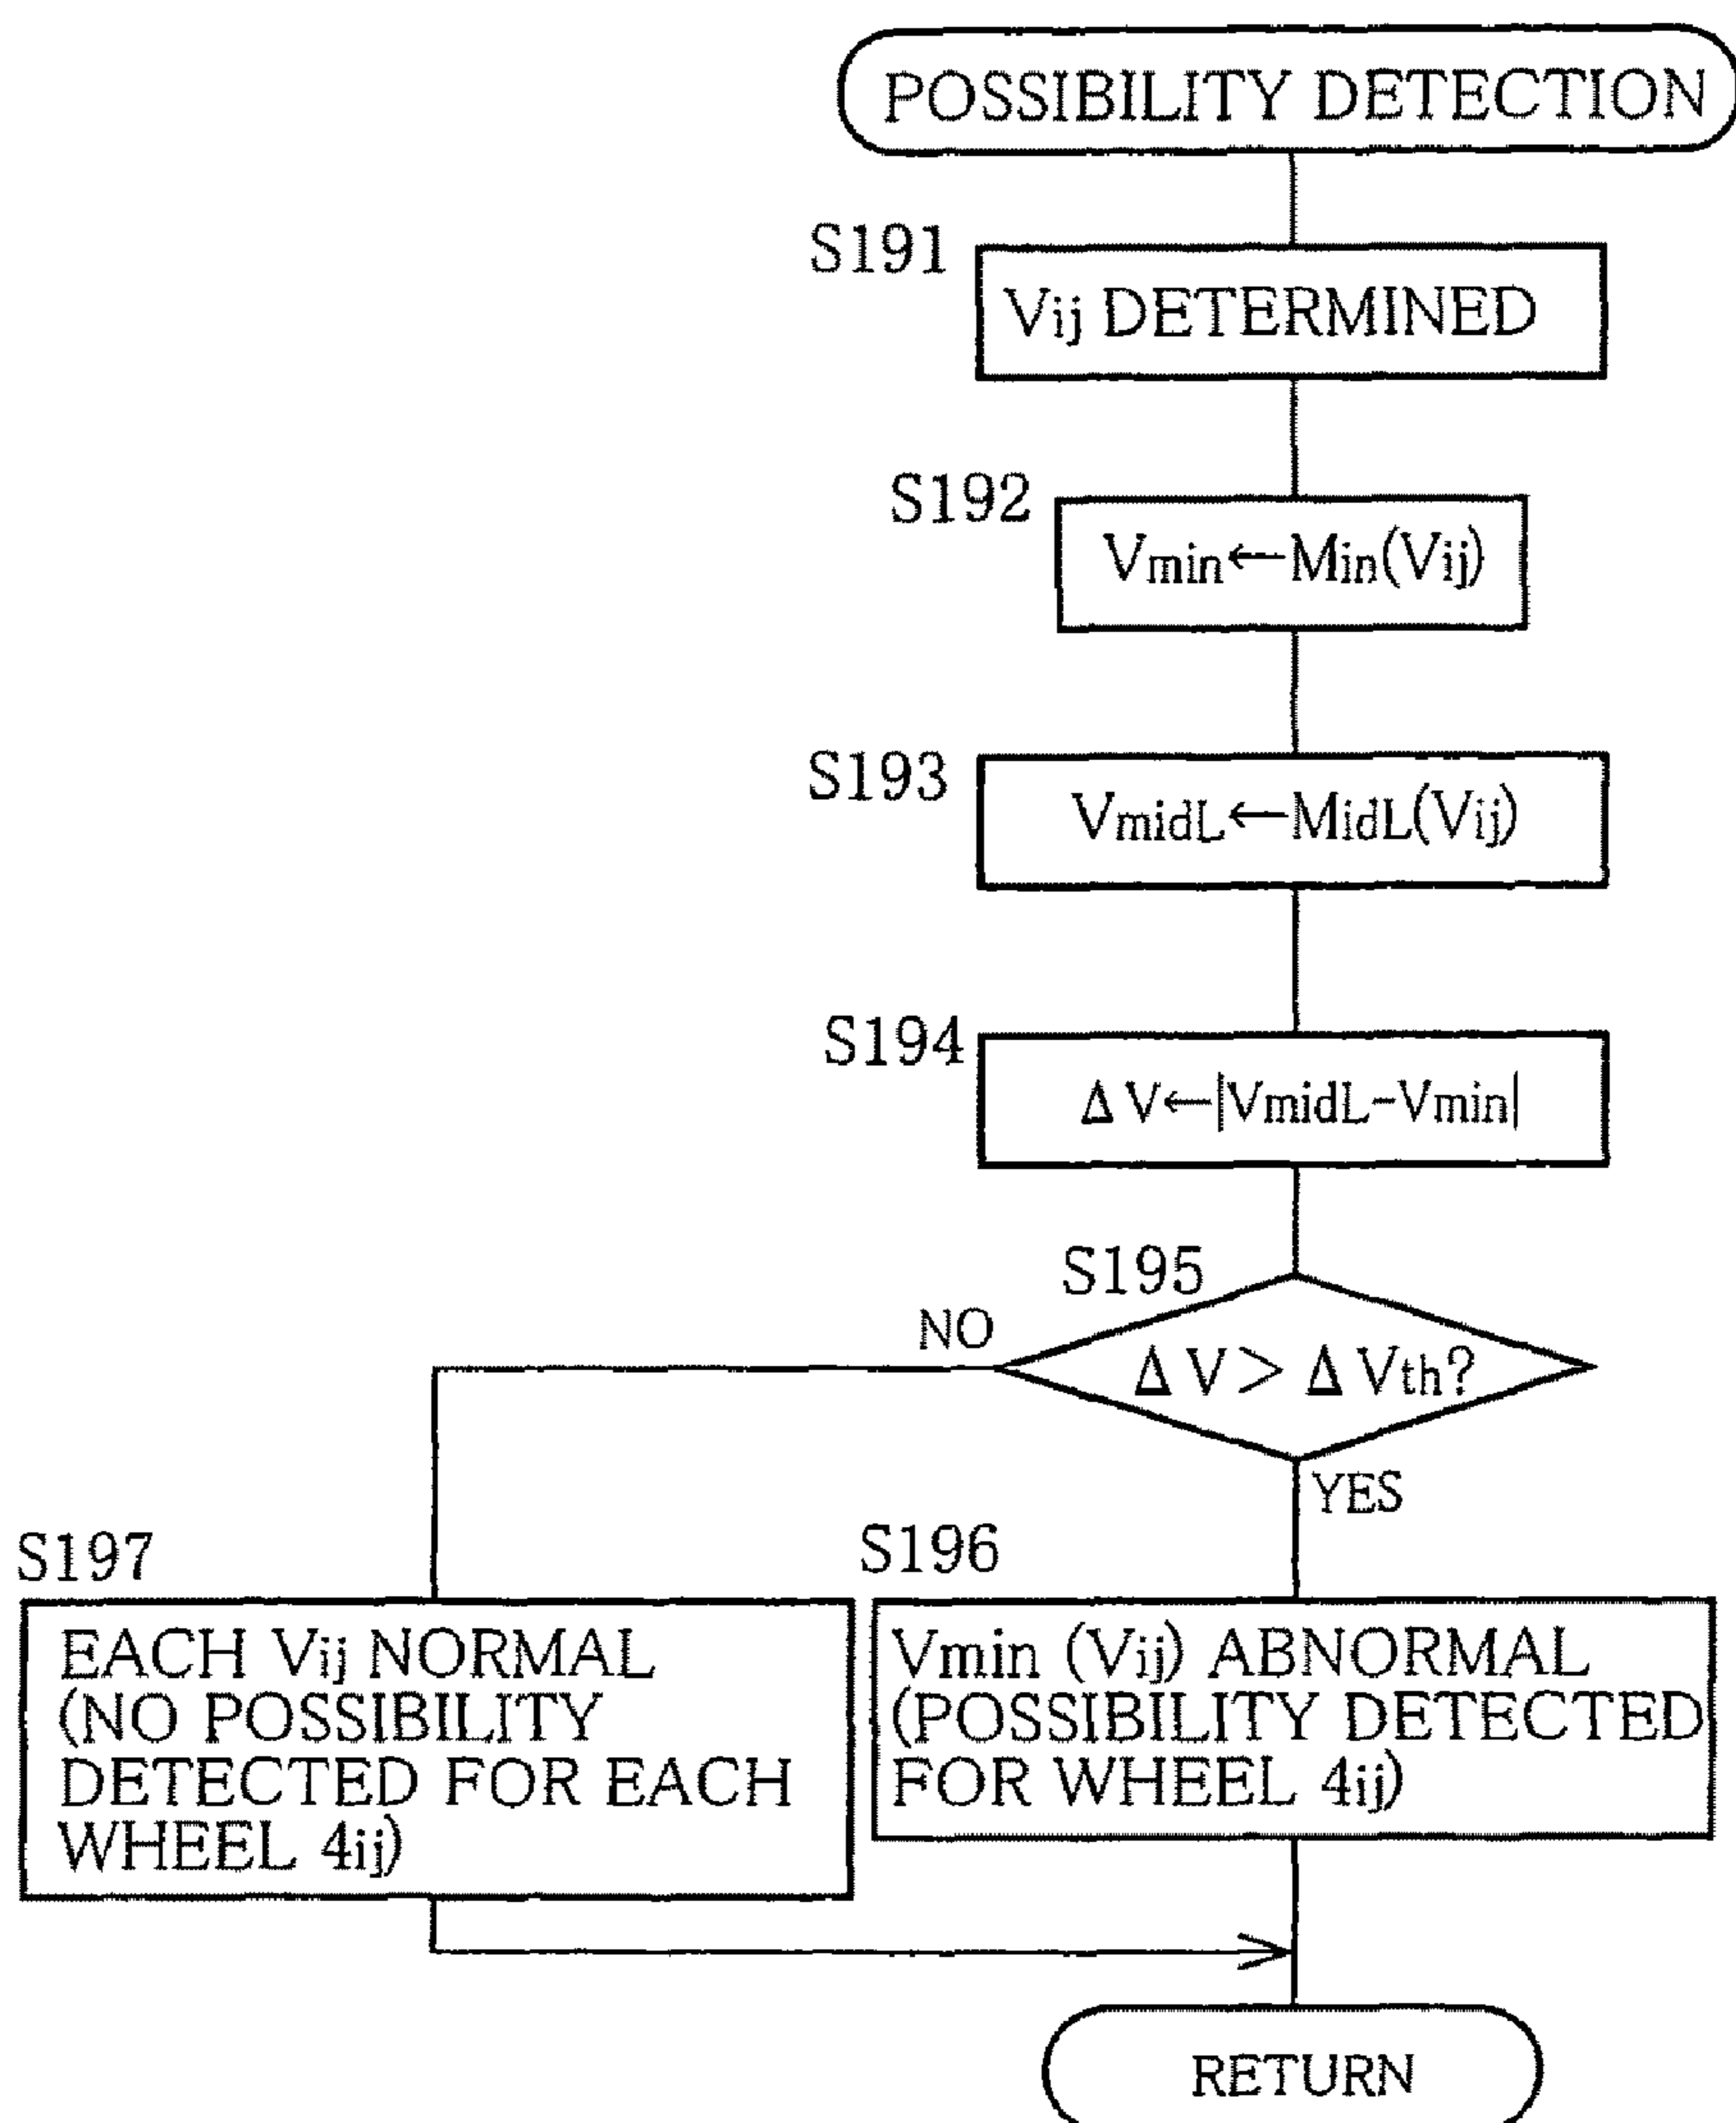 POSSIBILITY DETECTION
S191
Vij DETERMINED
S192
Vmin←Min(Vij)
S193
VmidL←MidL(Vij)
S194
ΔV←|VmidL-Vmin|
S195
NO
ΔV>ΔVth?
YES
S197
EACH Vij NORMAL
(NO POSSIBILITY
DETECTED FOR EACH
WHEEL 4ij)
S196
Vmin (Vij) ABNORMAL
(POSSIBILITY DETECTED
FOR WHEEL 4ij)
RETURN